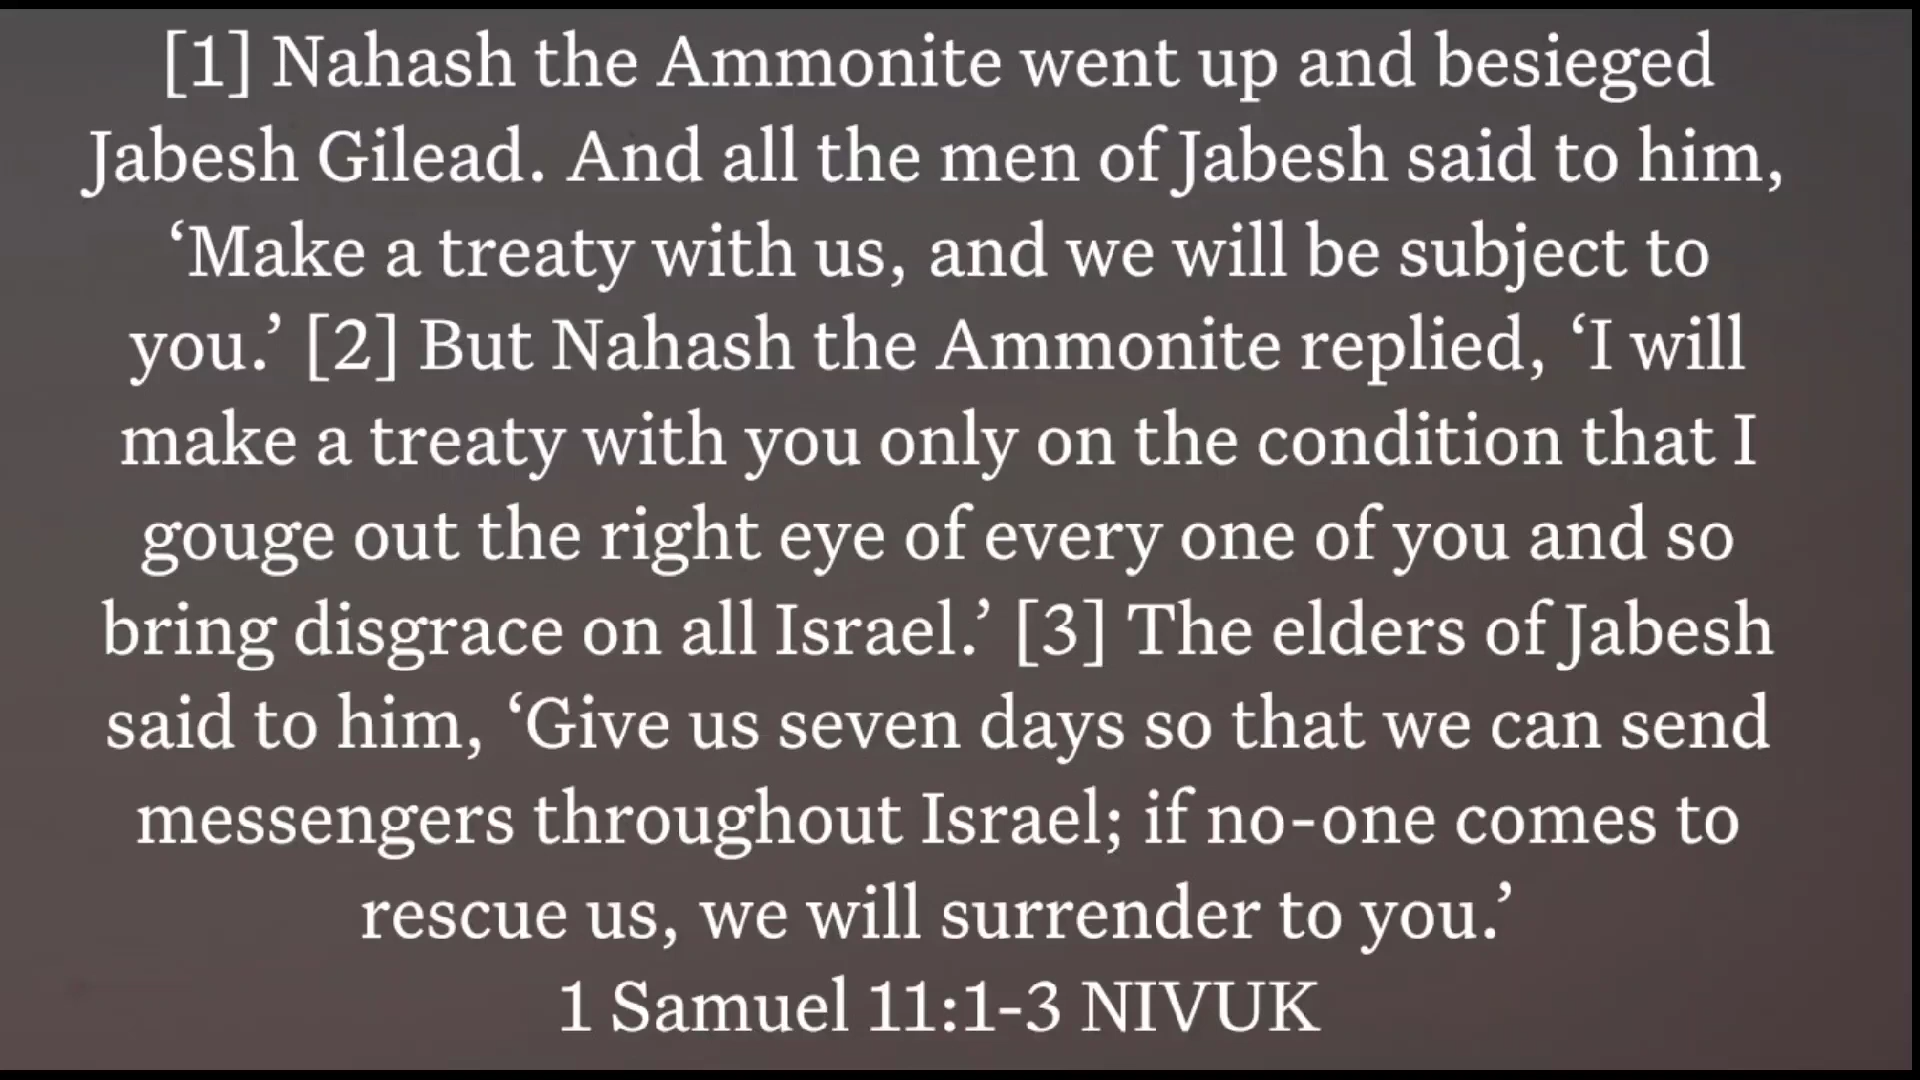 [1] Nahash the Ammonite went up and besieged
Jabesh Gilead. And all the men of Jabesh said to him,
‘Make a treaty with us, and we will be subject to
you.’ [2] But Nahash the Ammonite replied, ‘I will
make a treaty with you only on the condition that I
gouge out the right eye of every one of you and so
bring disgrace on all Israel.’ [3] The elders of Jabesh
said to him, ‘Give us seven days so that we can send
messengers throughout Israel; if no-one comes to
rescue us, we will surrender to you.’
1 Samuel 11:1-3 NIVUK